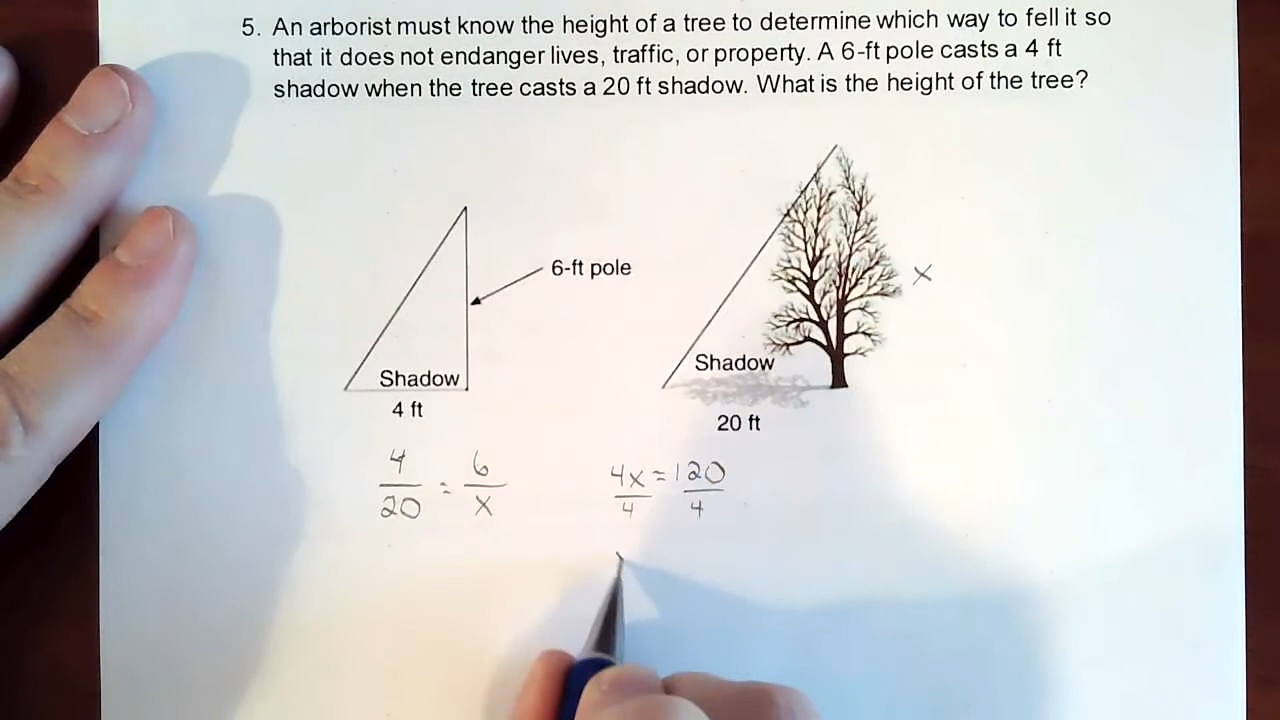 5. An arborist must know the height of a tree to determine which way to fell it so
that it does not endanger lives, traffic, or property. A 6-ft pole casts a 4 ft
shadow when the tree casts a 20 ft shadow. What is the height of the tree?
6-ft pole
x
Shadow
4 ft
Shadow
20 ft
4/20 = 6/x
4x/4 = 120/4